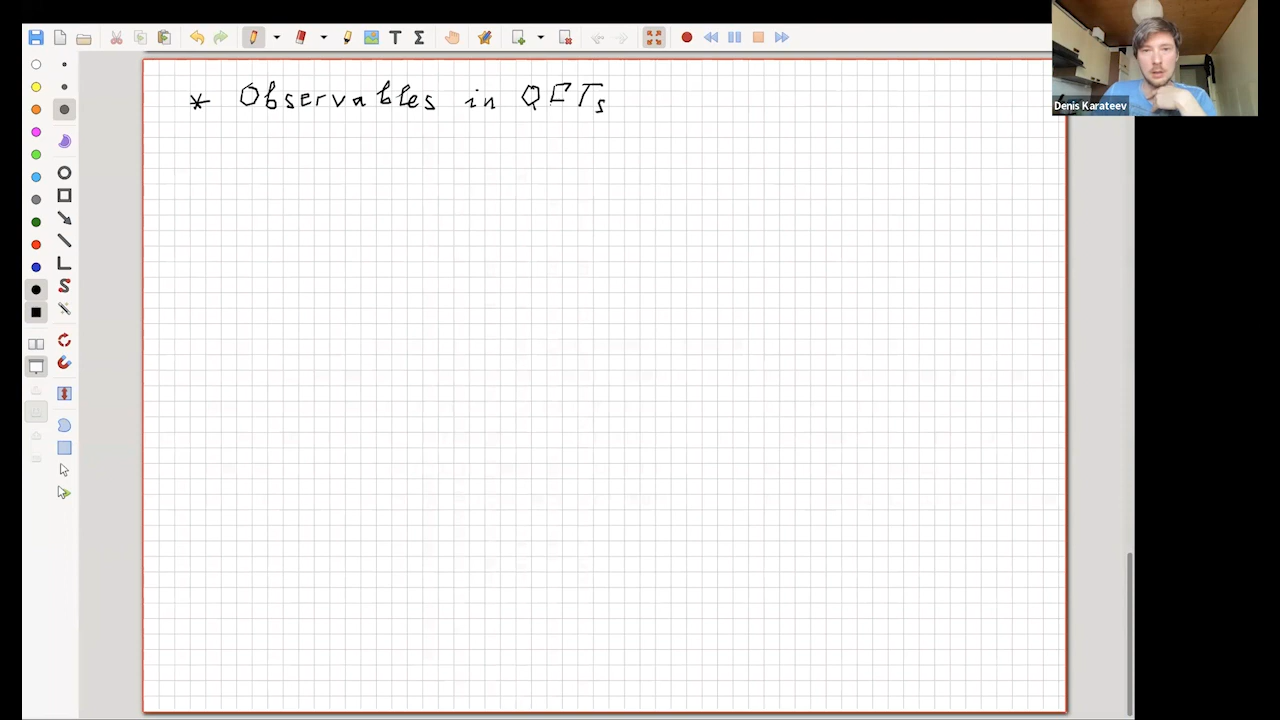 * Observables in QFTs
Denis Karateev